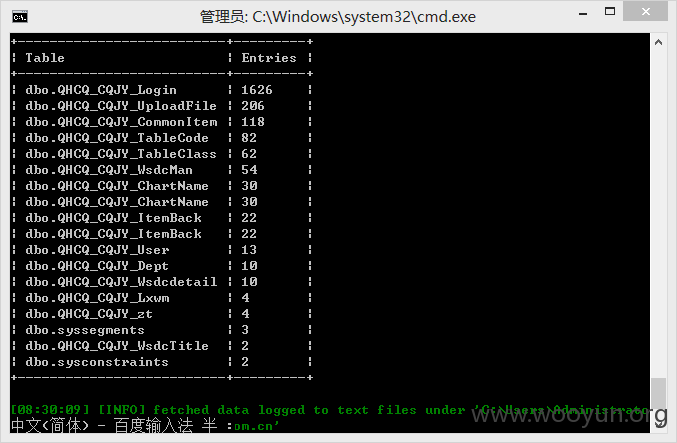 管理员: C:\Windows\system32\cmd.exe
Table Entries
dbo.QHCQ_CQJY_Login 1626
dbo.QHCQ_CQJY_UploadFile 206
dbo.QHCQ_CQJY_CommonItem 118
dbo.QHCQ_CQJY_TableCode 82
dbo.QHCQ_CQJY_TableClass 62
dbo.QHCQ_CQJY_WsdcMan 54
dbo.QHCQ_CQJY_ChartName 30
dbo.QHCQ_CQJY_ChartName 30
dbo.QHCQ_CQJY_ItemBack 22
dbo.QHCQ_CQJY_ItemBack 22
dbo.QHCQ_CQJY_User 13
dbo.QHCQ_CQJY_Dept 10
dbo.QHCQ_CQJY_Wsdcdetail 10
dbo.QHCQ_CQJY_Lxwm 4
dbo.QHCQ_CQJY_zt 4
dbo.syssegments 3
dbo.QHCQ_CQJY_WsdcTitle 2
dbo.sysconstraints 2
[08:30:09] [INFO] fetched data logged to text files under 'C:\Users\Administrato
中文(简体) - 百度输入法 半 :om.cn'
www.wooyun.org